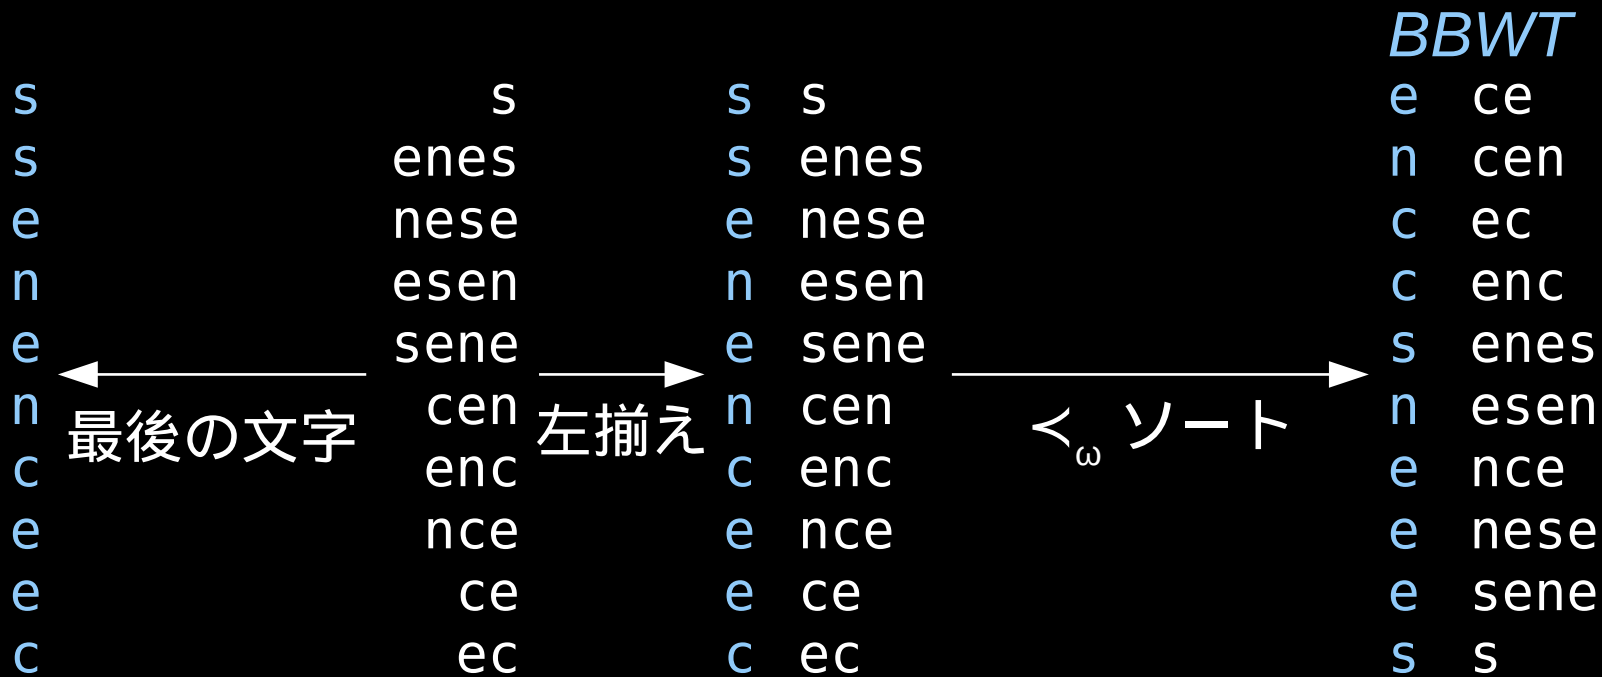 BBWT
s s s s e ce
s enes s enes n cen
e nese e nese c ec
n esen n esen c enc
e sene e sene s enes
n cen n cen n esen
最後の文字 左揃え ≺ω ソート
c enc c enc e nce
e nce e nce e nese
e ce e ce e sene
c ec c ec s s